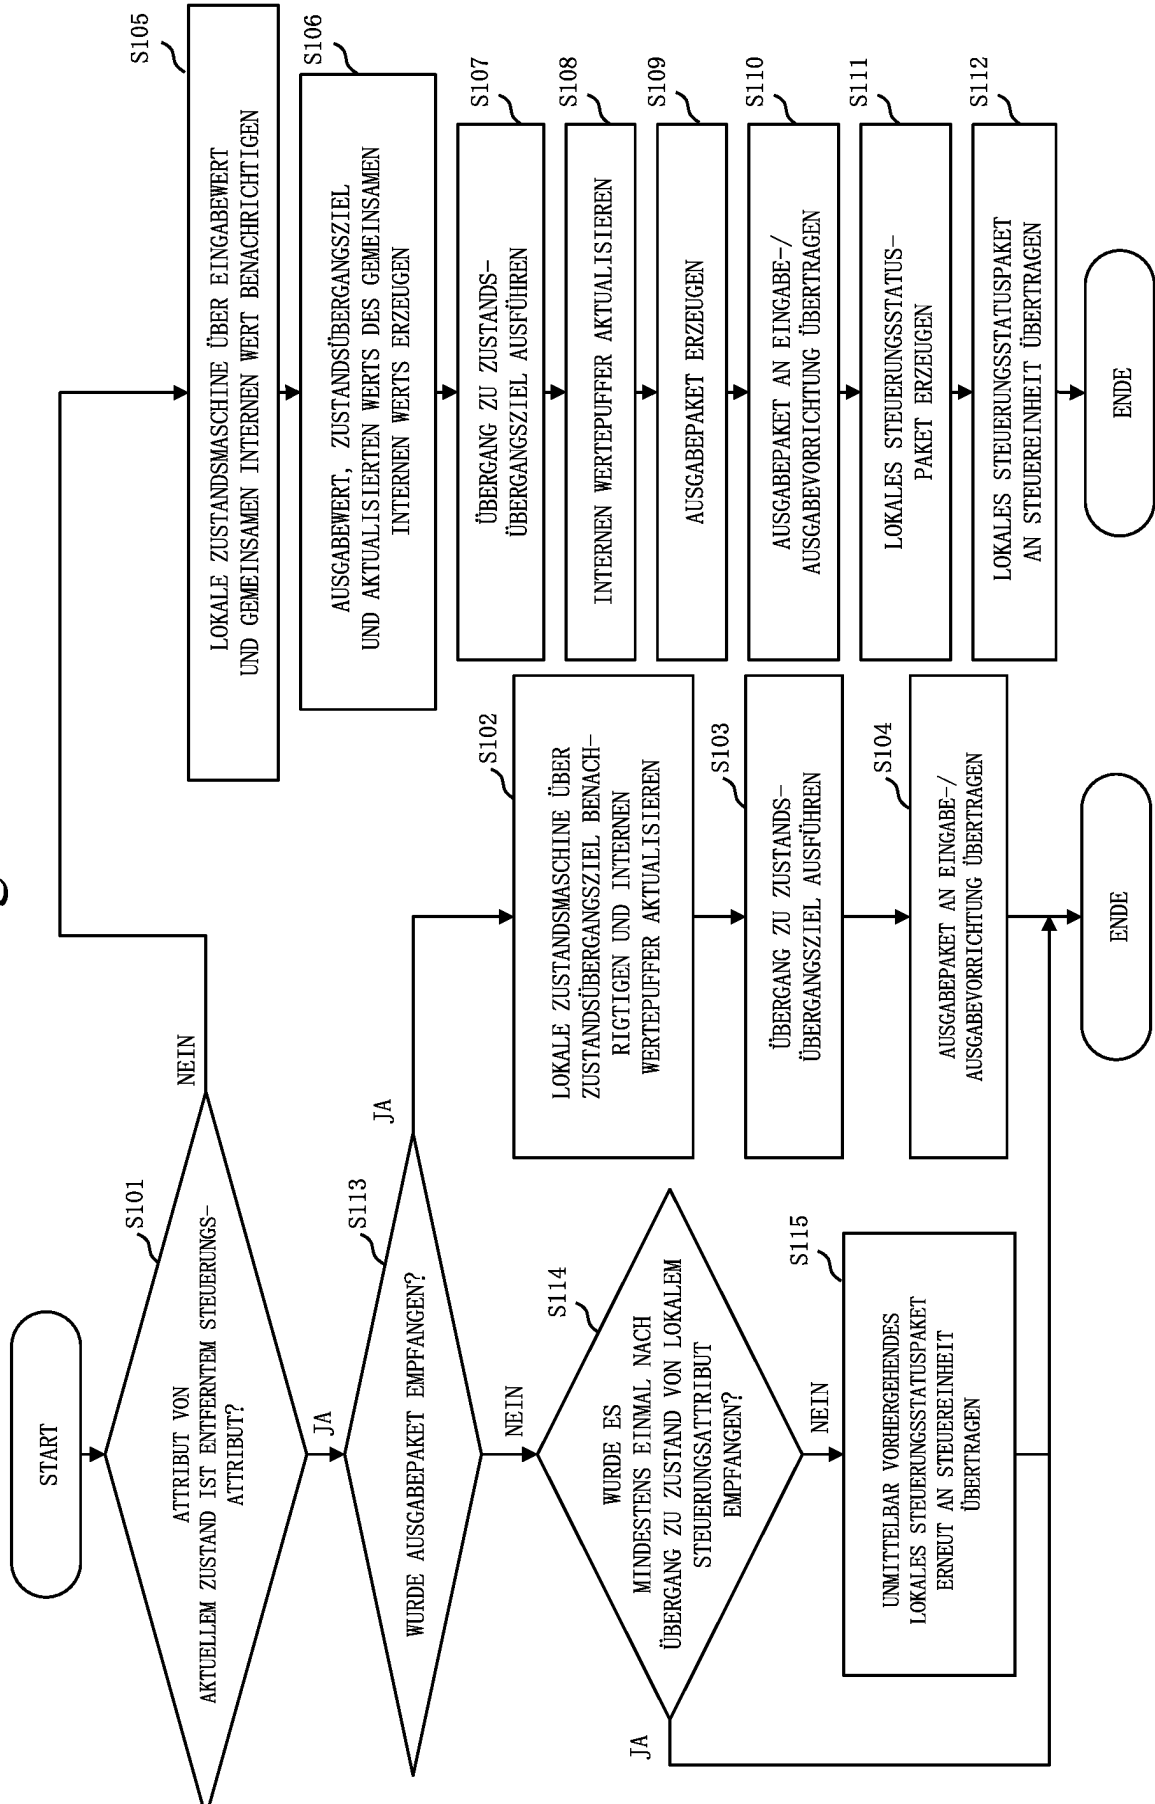 START
S101
ATTRIBUT VON
AKTUELLEM ZUSTAND IST ENTFERNTEM STEUERUNGS-
ATTRIBUT?
NEIN
JA
S113
WURDE AUSGABEPAKET EMPFANGEN?
JA
NEIN
S114
WURDE ES
MINDESTENS EINMAL NACH
ÜBERGANG ZU ZUSTAND VON LOKALEM
STEUERUNGSATTRIBUT
EMPFANGEN?
JA
NEIN
S115
UNMITTELBAR VORHERGEHENDES
LOKALES STEUERUNGSSTATUSPAKET
ERNEUT AN STEUEREINHEIT
ÜBERTRAGEN
S102
LOKALE ZUSTANDSMASCHINE ÜBER
ZUSTANDSÜBERGANGSZIEL BENACH-
RIGTIGEN UND INTERNEN
WERTEPUFFER AKTUALISIEREN
S103
ÜBERGANG ZU ZUSTANDS-
ÜBERGANGSZIEL AUSFÜHREN
S104
AUSGABEPAKET AN EINGABE-/
AUSGABEVORRICHTUNG ÜBERTRAGEN
ENDE
S105
LOKALE ZUSTANDSMASCHINE ÜBER EINGABEWERT
UND GEMEINSAMEN INTERNEN WERT BENACHRICHTIGEN
S106
AUSGABEWERT, ZUSTANDSÜBERGANGSZIEL
UND AKTUALISIERTEN WERTS DES GEMEINSAMEN
INTERNEN WERTS ERZEUGEN
S107
ÜBERGANG ZU ZUSTANDS-
ÜBERGANGSZIEL AUSFÜHREN
S108
INTERNEN WERTEPUFFER AKTUALISIEREN
S109
AUSGABEPAKET ERZEUGEN
S110
AUSGABEPAKET AN EINGABE-/
AUSGABEVORRICHTUNG ÜBERTRAGEN
S111
LOKALES STEUERUNGSSTATUS-
PAKET ERZEUGEN
S112
LOKALES STEUERUNGSSTATUSPAKET
AN STEUEREINHEIT ÜBERTRAGEN
ENDE